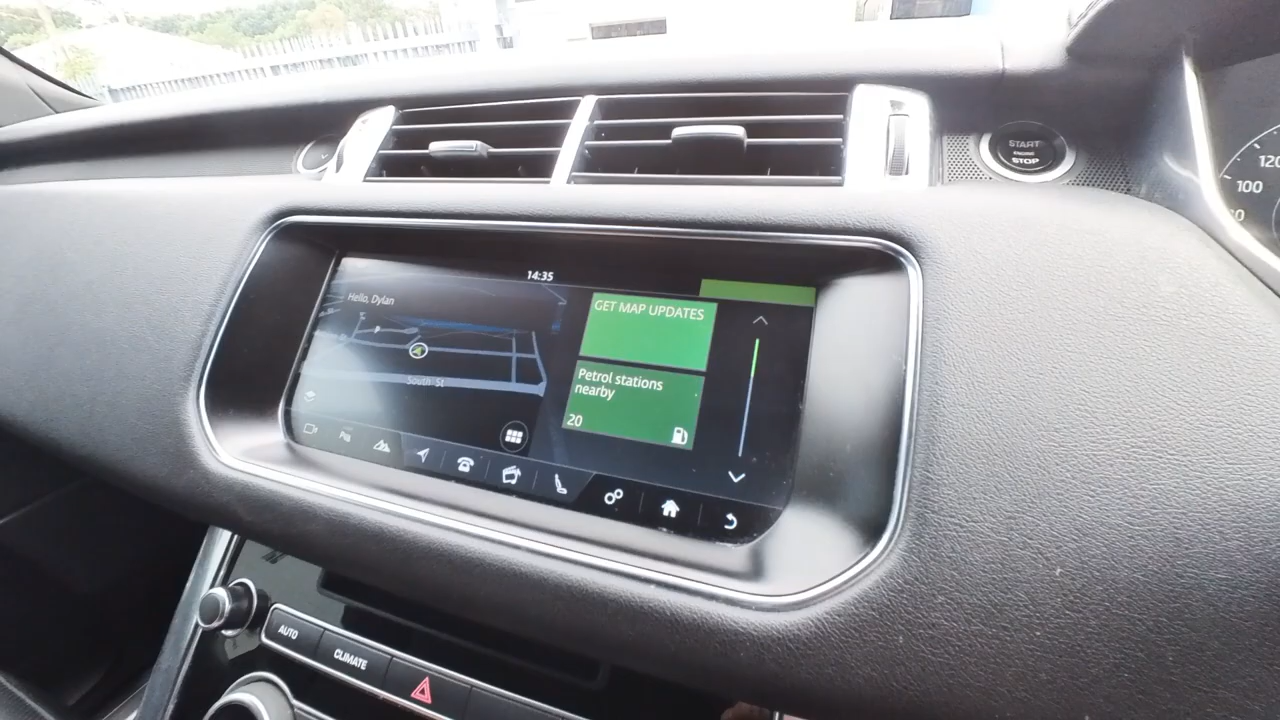 START
ENGINE
STOP
120
100
14:35
Hello, Dylan
GET MAP UPDATES
South St
Petrol stations
nearby
20
AUTO
CLIMATE